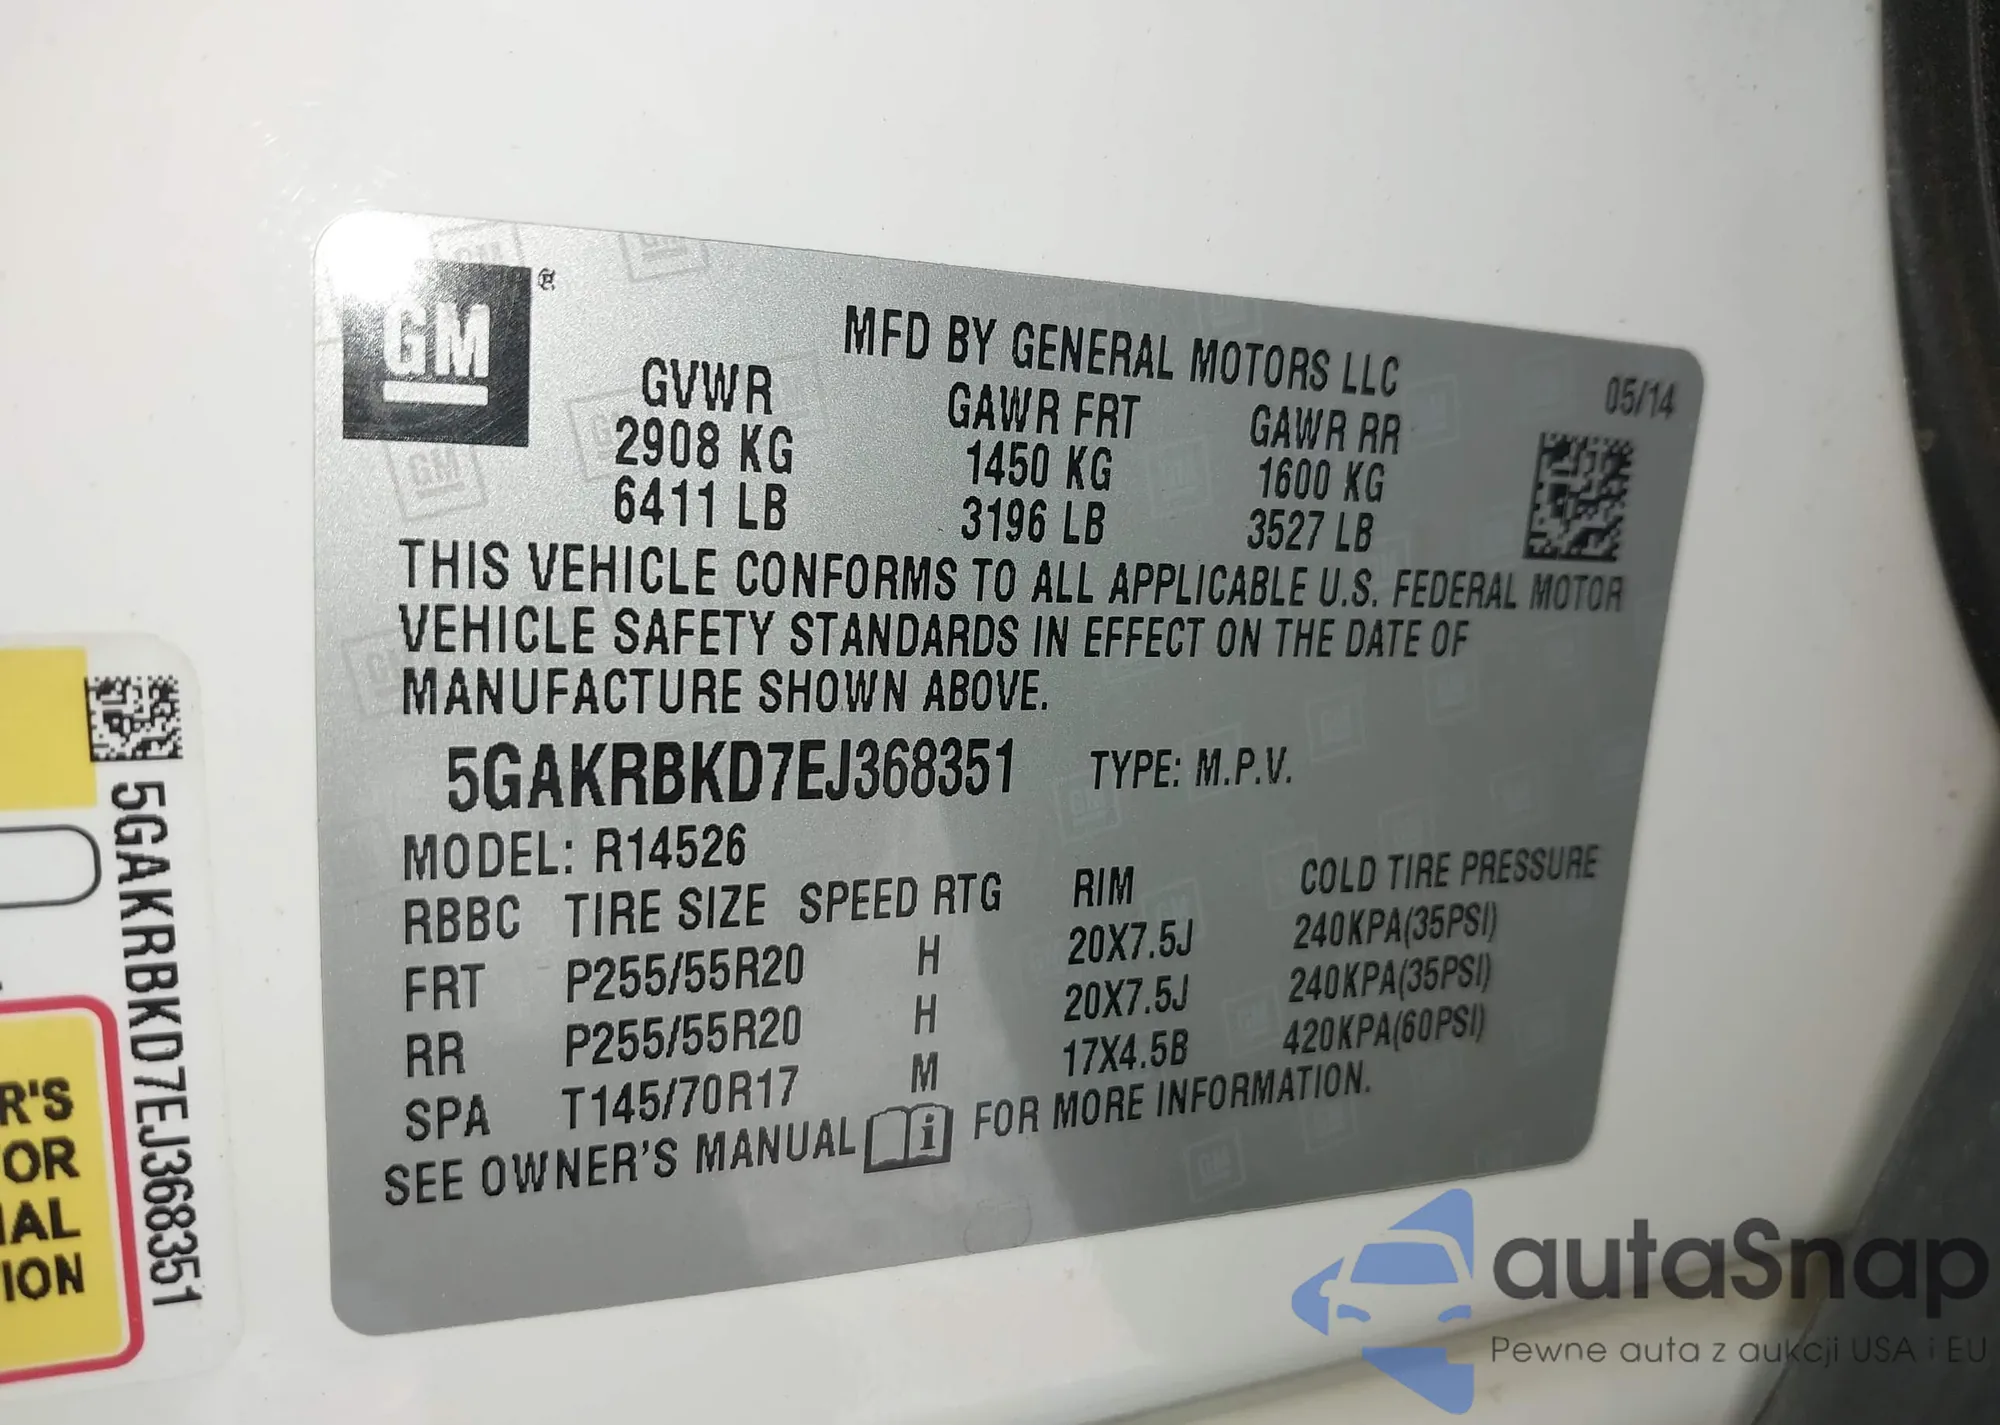 GM
MFD BY GENERAL MOTORS LLC
05/14
GVWR GAWR FRT GAWR RR
2908 KG 1450 KG 1600 KG
6411 LB 3196 LB 3527 LB
THIS VEHICLE CONFORMS TO ALL APPLICABLE U.S. FEDERAL MOTOR
VEHICLE SAFETY STANDARDS IN EFFECT ON THE DATE OF
MANUFACTURE SHOWN ABOVE.
5GAKRBKD7EJ368351 TYPE: M.P.V.
MODEL: R14526
RBBC TIRE SIZE SPEED RTG RIM COLD TIRE PRESSURE
FRT P255/55R20 H 20X7.5J 240KPA(35PSI)
RR P255/55R20 H 20X7.5J 240KPA(35PSI)
SPA T145/70R17 M 17X4.5B 420KPA(60PSI)
SEE OWNER'S MANUAL i FOR MORE INFORMATION.
5GAKRBKD7EJ368351
R'S
OR
IAL
ION
autaSnap
Pewne auta z aukcji USA i EU